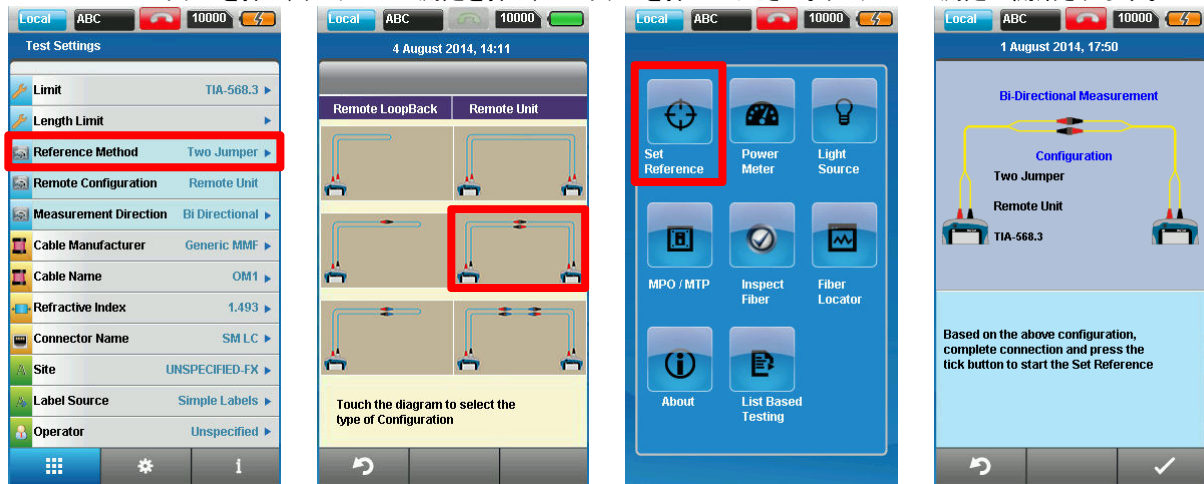 Local ABC 10000
Test Settings
Limit TIA-568.3
Length Limit
Reference Method Two Jumper
Remote Configuration Remote Unit
Measurement Direction Bi Directional
Cable Manufacturer Generic MMF
Cable Name OM1
Refractive Index 1.493
Connector Name SM LC
Site UNSPECIFIED-FX
Label Source Simple Labels
Operator Unspecified
Local ABC 10000
4 August 2014, 14:11
Remote LoopBack Remote Unit
Touch the diagram to select the
type of Configuration
Local ABC 10000
Set
Reference
Power
Meter
Light
Source
MPO / MTP
Inspect
Fiber
Fiber
Locator
About
List Based
Testing
Local ABC 10000
1 August 2014, 17:50
Bi-Directional Measurement
Configuration
Two Jumper
Remote Unit
TIA-568.3
Based on the above configuration,
complete connection and press the
tick button to start the Set Reference